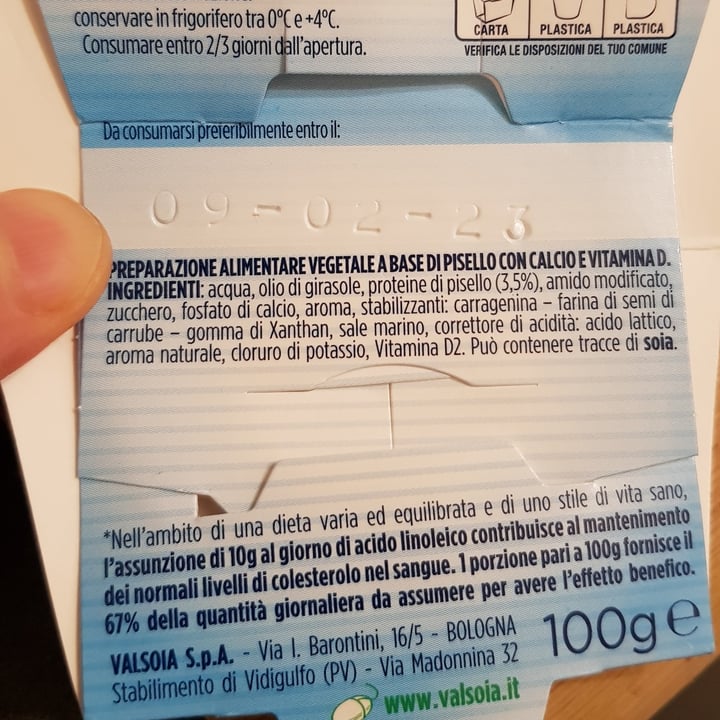 conservare in frigorifero tra 0°C e +4°C.
Consumare entro 2/3 giorni dall'apertura.
CARTA PLASTICA PLASTICA
VERIFICA LE DISPOSIZIONI DEL TUO COMUNE
Da consumarsi preferibilmente entro il:
09-02-23
PREPARAZIONE ALIMENTARE VEGETALE A BASE DI PISELLO CON CALCIO E VITAMINA D.
INGREDIENTI: acqua, olio di girasole, proteine di pisello (3,5%), amido modificato,
zucchero, fosfato di calcio, aroma, stabilizzanti: carragenina – farina di semi di
carrube – gomma di Xanthan, sale marino, correttore di acidità: acido lattico,
aroma naturale, cloruro di potassio, Vitamina D2. Può contenere tracce di soia.
*Nell'ambito di una dieta varia ed equilibrata e di uno stile di vita sano,
l'assunzione di 10g al giorno di acido linoleico contribuisce al mantenimento
dei normali livelli di colesterolo nel sangue. 1 porzione pari a 100g fornisce il
67% della quantità giornaliera da assumere per avere l'effetto benefico.
VALSOIA S.p.A. - Via I. Barontini, 16/5 - BOLOGNA
Stabilimento di Vidigulfo (PV) - Via Madonnina 32
100g e
www.valsoia.it